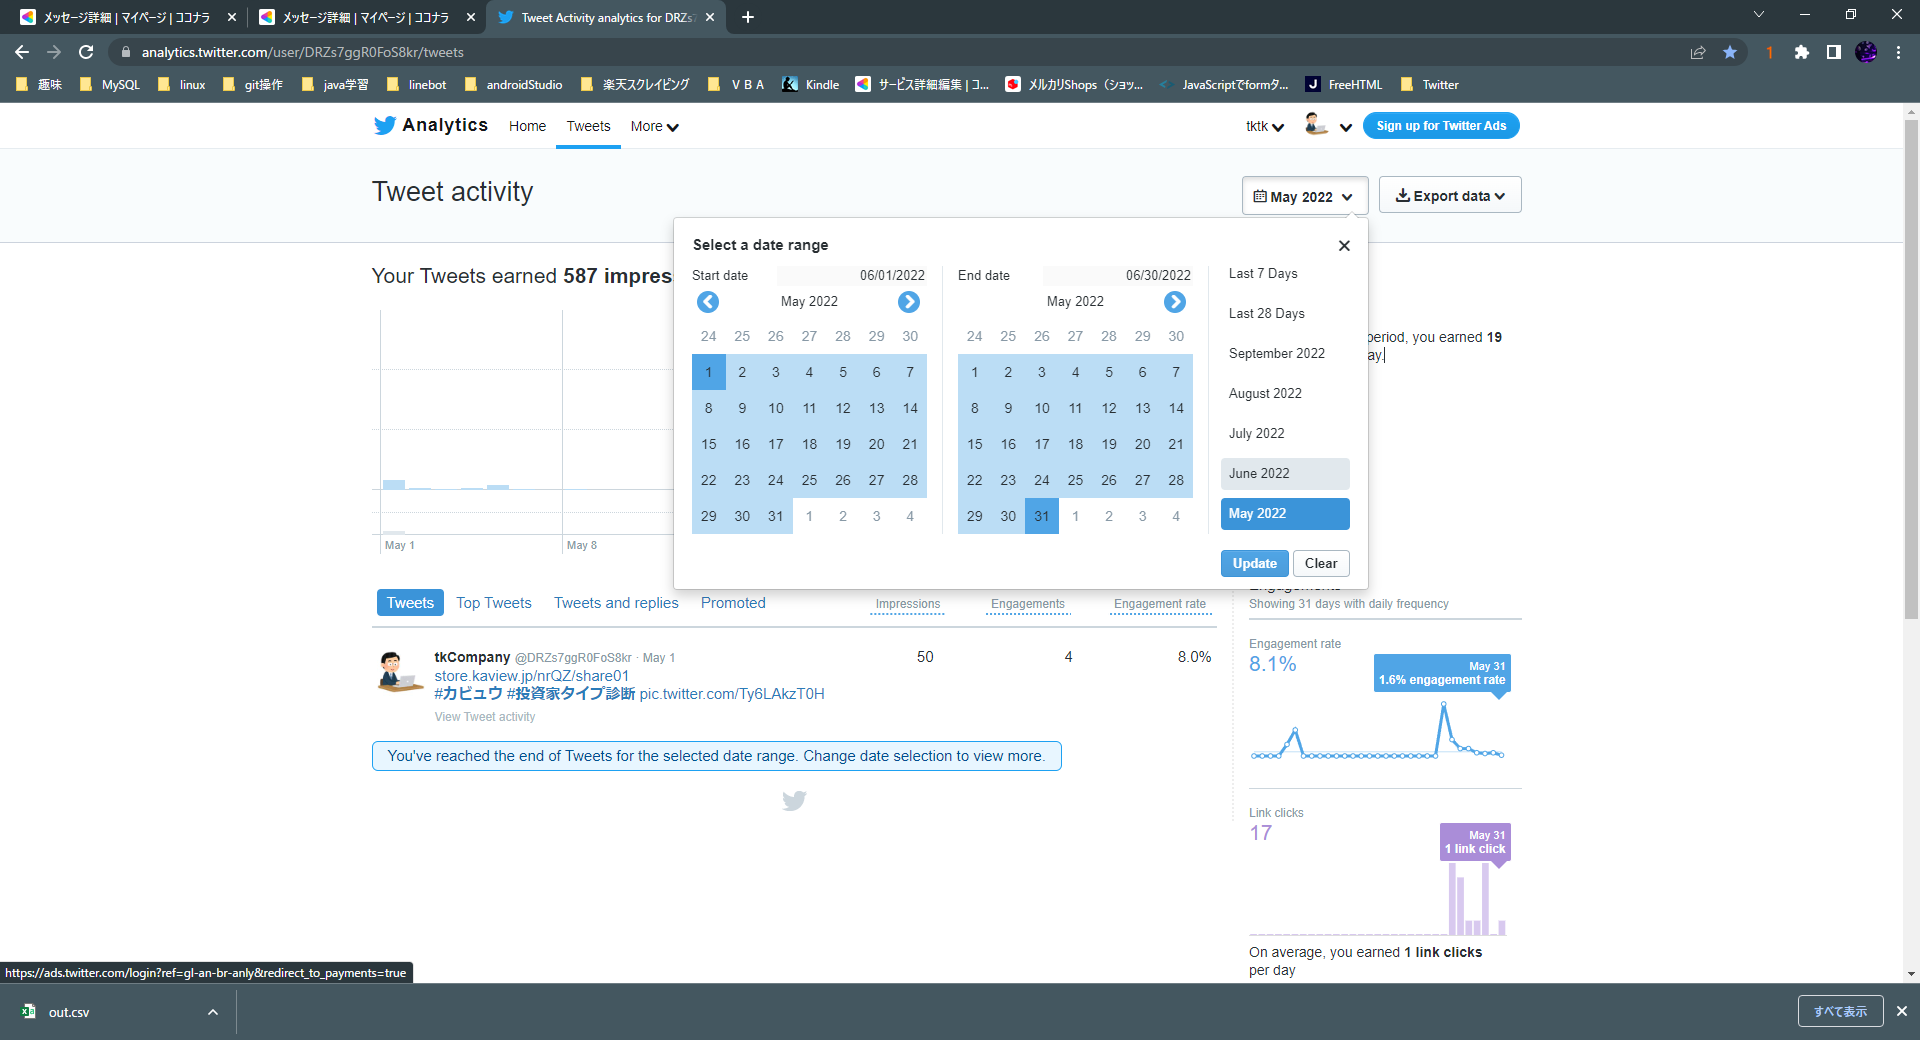 メッセージ詳細 | マイページ | ココナラ
メッセージ詳細 | マイページ | ココナラ
Tweet Activity analytics for DRZs7
analytics.twitter.com/user/DRZs7ggR0FoS8kr/tweets
1
趣味 MySQL linux git操作 java学習 linebot androidStudio 楽天スクレイピング ＶＢＡ Kindle サービス詳細編集 | コ... メルカリShops（ショッ... JavaScriptでformタ... FreeHTML Twitter
Analytics Home Tweets More
tktk Sign up for Twitter Ads
Tweet activity
May 2022 Export data
Your Tweets earned 587 impres
Select a date range
Start date 06/01/2022
May 2022
24 25 26 27 28 29 30
1 2 3 4 5 6 7
8 9 10 11 12 13 14
15 16 17 18 19 20 21
22 23 24 25 26 27 28
29 30 31 1 2 3 4
End date 06/30/2022
May 2022
24 25 26 27 28 29 30
1 2 3 4 5 6 7
8 9 10 11 12 13 14
15 16 17 18 19 20 21
22 23 24 25 26 27 28
29 30 31 1 2 3 4
Last 7 Days
Last 28 Days
September 2022
August 2022
July 2022
June 2022
May 2022
Update Clear
period, you earned 19
ay.
May 1 May 8
Tweets Top Tweets Tweets and replies Promoted Impressions Engagements Engagement rate
tkCompany @DRZs7ggR0FoS8kr · May 1 50 4 8.0%
store.kaview.jp/nrQZ/share01
#カビュウ #投資家タイプ診断 pic.twitter.com/Ty6LAkzT0H
View Tweet activity
You've reached the end of Tweets for the selected date range. Change date selection to view more.
Engagements
Showing 31 days with daily frequency
Engagement rate
8.1%
May 31
1.6% engagement rate
Link clicks
17
May 31
1 link click
On average, you earned 1 link clicks
per day
https://ads.twitter.com/login?ref=gl-an-br-anly&redirect_to_payments=true
out.csv
すべて表示